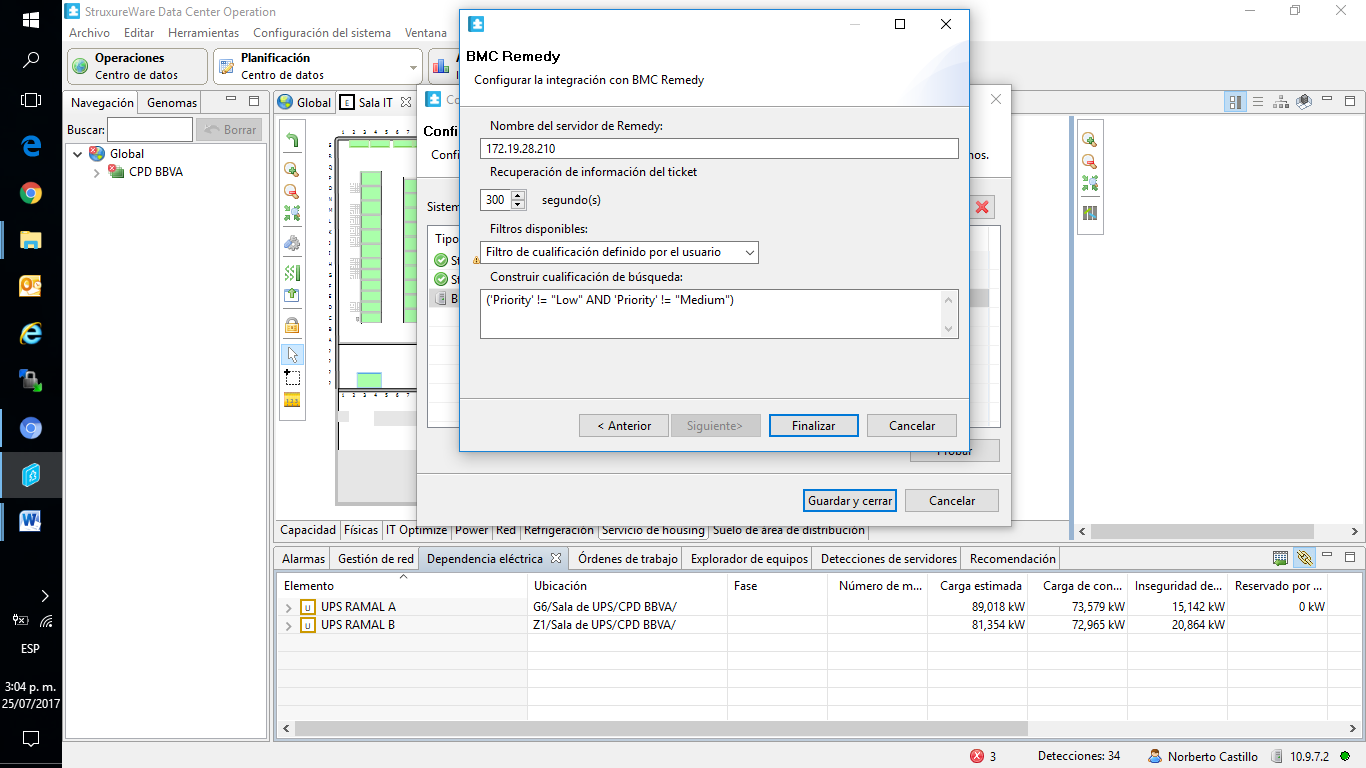 StruxureWare Data Center Operation
Archivo Editar Herramientas Configuración del sistema Ventana
Operaciones
Centro de datos
Planificación
Centro de datos
Navegación Genomas
Buscar: Borrar
Global
CPD BBVA
Global Sala IT
BMC Remedy
Configurar la integración con BMC Remedy
Nombre del servidor de Remedy:
172.19.28.210
Recuperación de información del ticket
300 segundo(s)
Filtros disponibles:
Filtro de cualificación definido por el usuario
Construir cualificación de búsqueda:
('Priority' != "Low" AND 'Priority' != "Medium")
< Anterior Siguiente> Finalizar Cancelar
Confi
Confi
nos.
Sistem
Tipo
St
St
B
Probar
Guardar y cerrar Cancelar
Capacidad Físicas IT Optimize Power Red Refrigeración Servicio de housing Suelo de área de distribución
Alarmas Gestión de red Dependencia eléctrica Órdenes de trabajo Explorador de equipos Detecciones de servidores Recomendación
Elemento Ubicación Fase Número de m... Carga estimada Carga de con... Inseguridad de... Reservado por ...
UPS RAMAL A G6/Sala de UPS/CPD BBVA/ 89,018 kW 73,579 kW 15,142 kW 0 kW
UPS RAMAL B Z1/Sala de UPS/CPD BBVA/ 81,354 kW 72,965 kW 20,864 kW
3 Detecciones: 34 Norberto Castillo 10.9.7.2
ESP
3:04 p. m.
25/07/2017